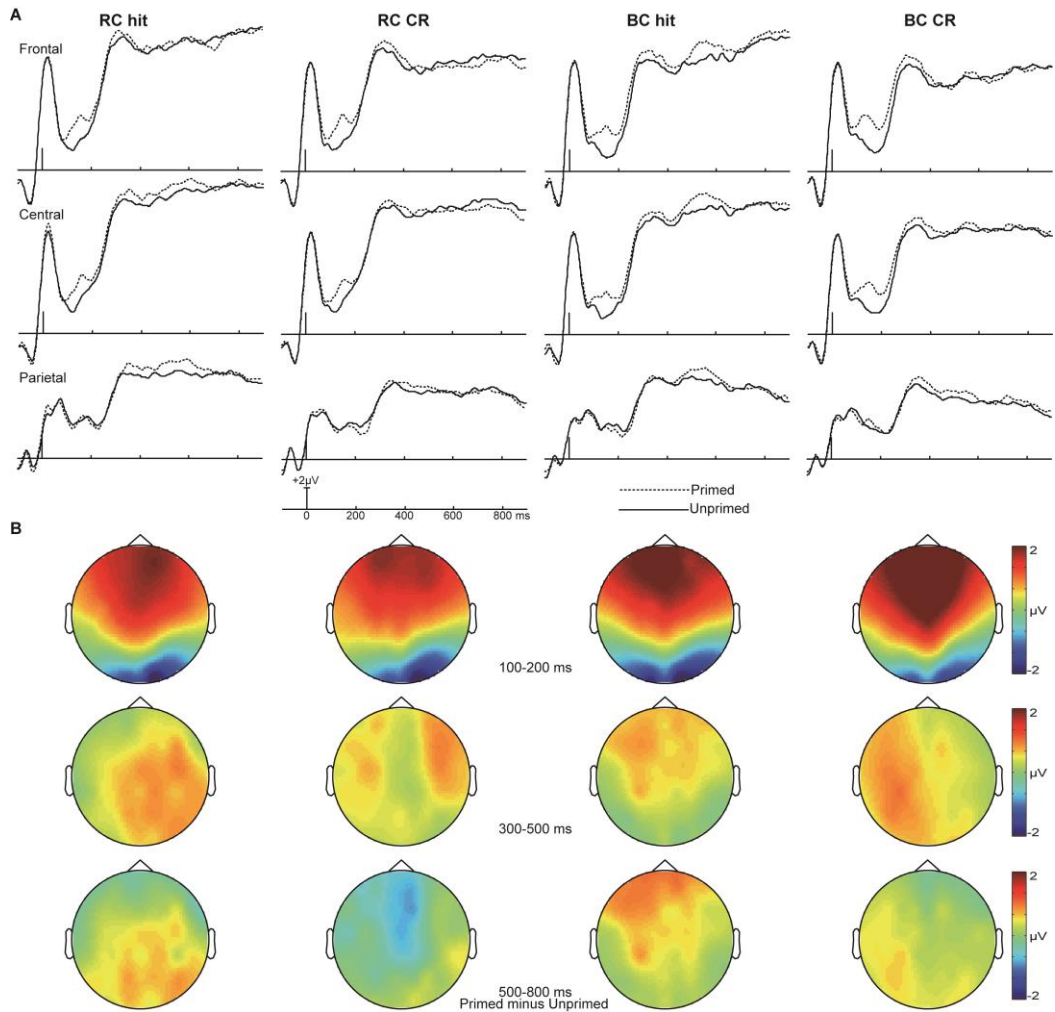 A
RC hit RC CR BC hit BC CR
Frontal
Central
Parietal
+2µV
0 200 400 600 800 ms
Primed
Unprimed
B
2
µV
-2
100-200 ms
2
µV
-2
300-500 ms
2
µV
-2
500-800 ms
Primed minus Unprimed